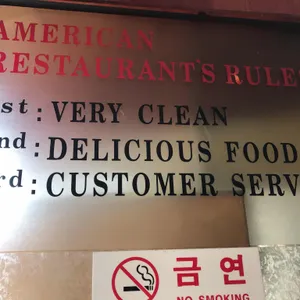 AMERICAN
RESTAURANT'S RULE
st : VERY CLEAN
nd : DELICIOUS FOOD
rd : CUSTOMER SERV
금연
NO SMOKING